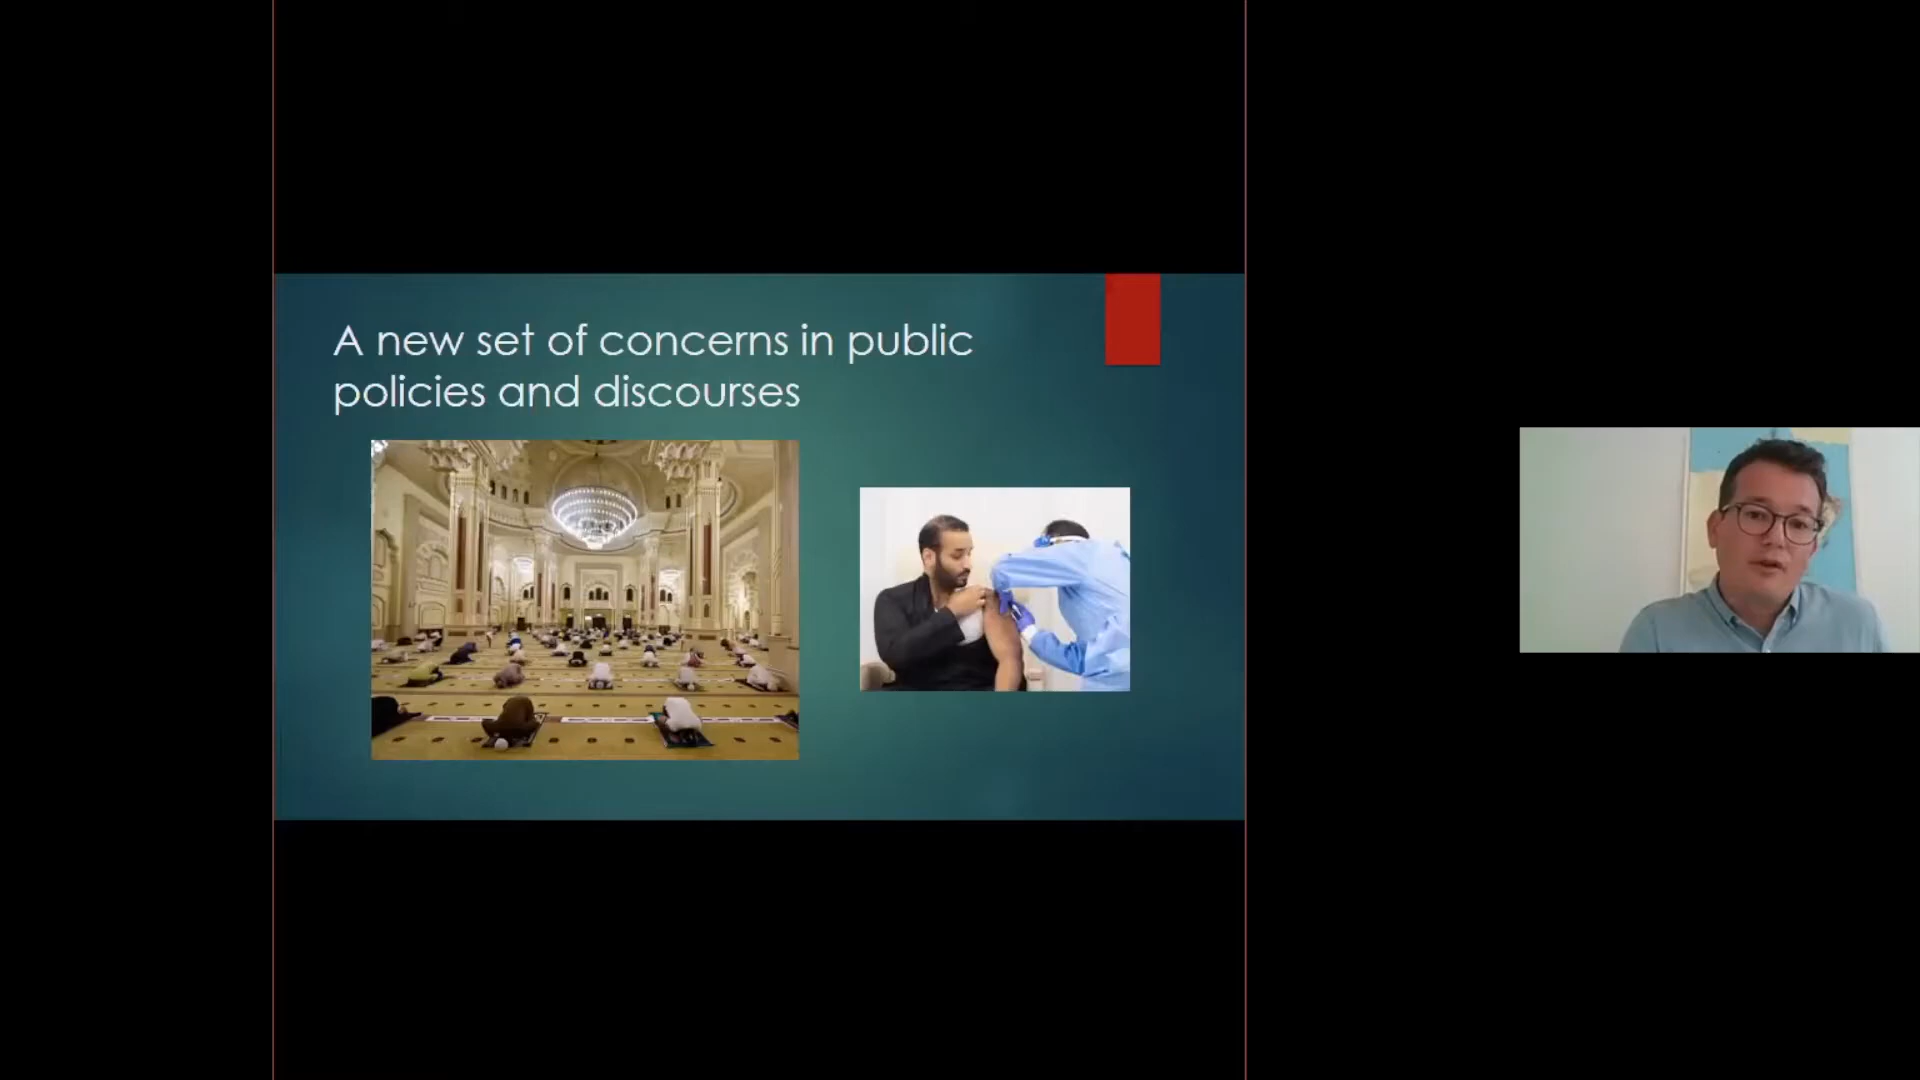 A new set of concerns in public
policies and discourses